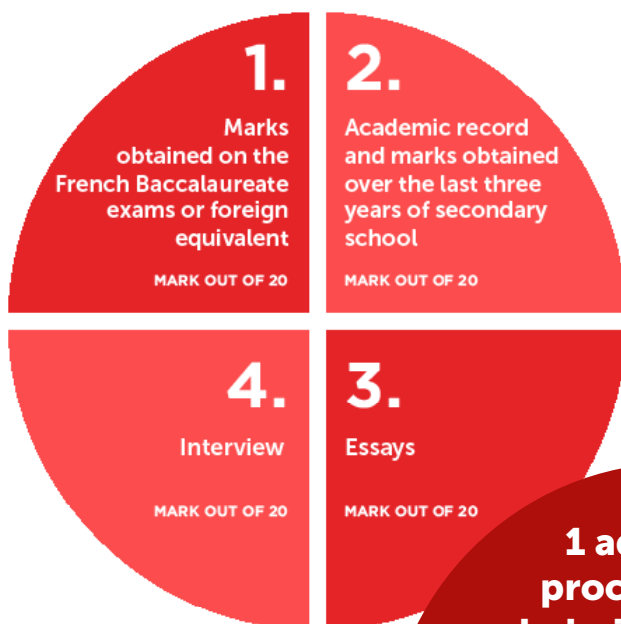 1.
Marks
obtained on the
French Baccalaureate
exams or foreign
equivalent
MARK OUT OF 20
2.
Academic record
and marks obtained
over the last three
years of secondary
school
MARK OUT OF 20
3.
Essays
MARK OUT OF 20
4.
Interview
MARK OUT OF 20
1